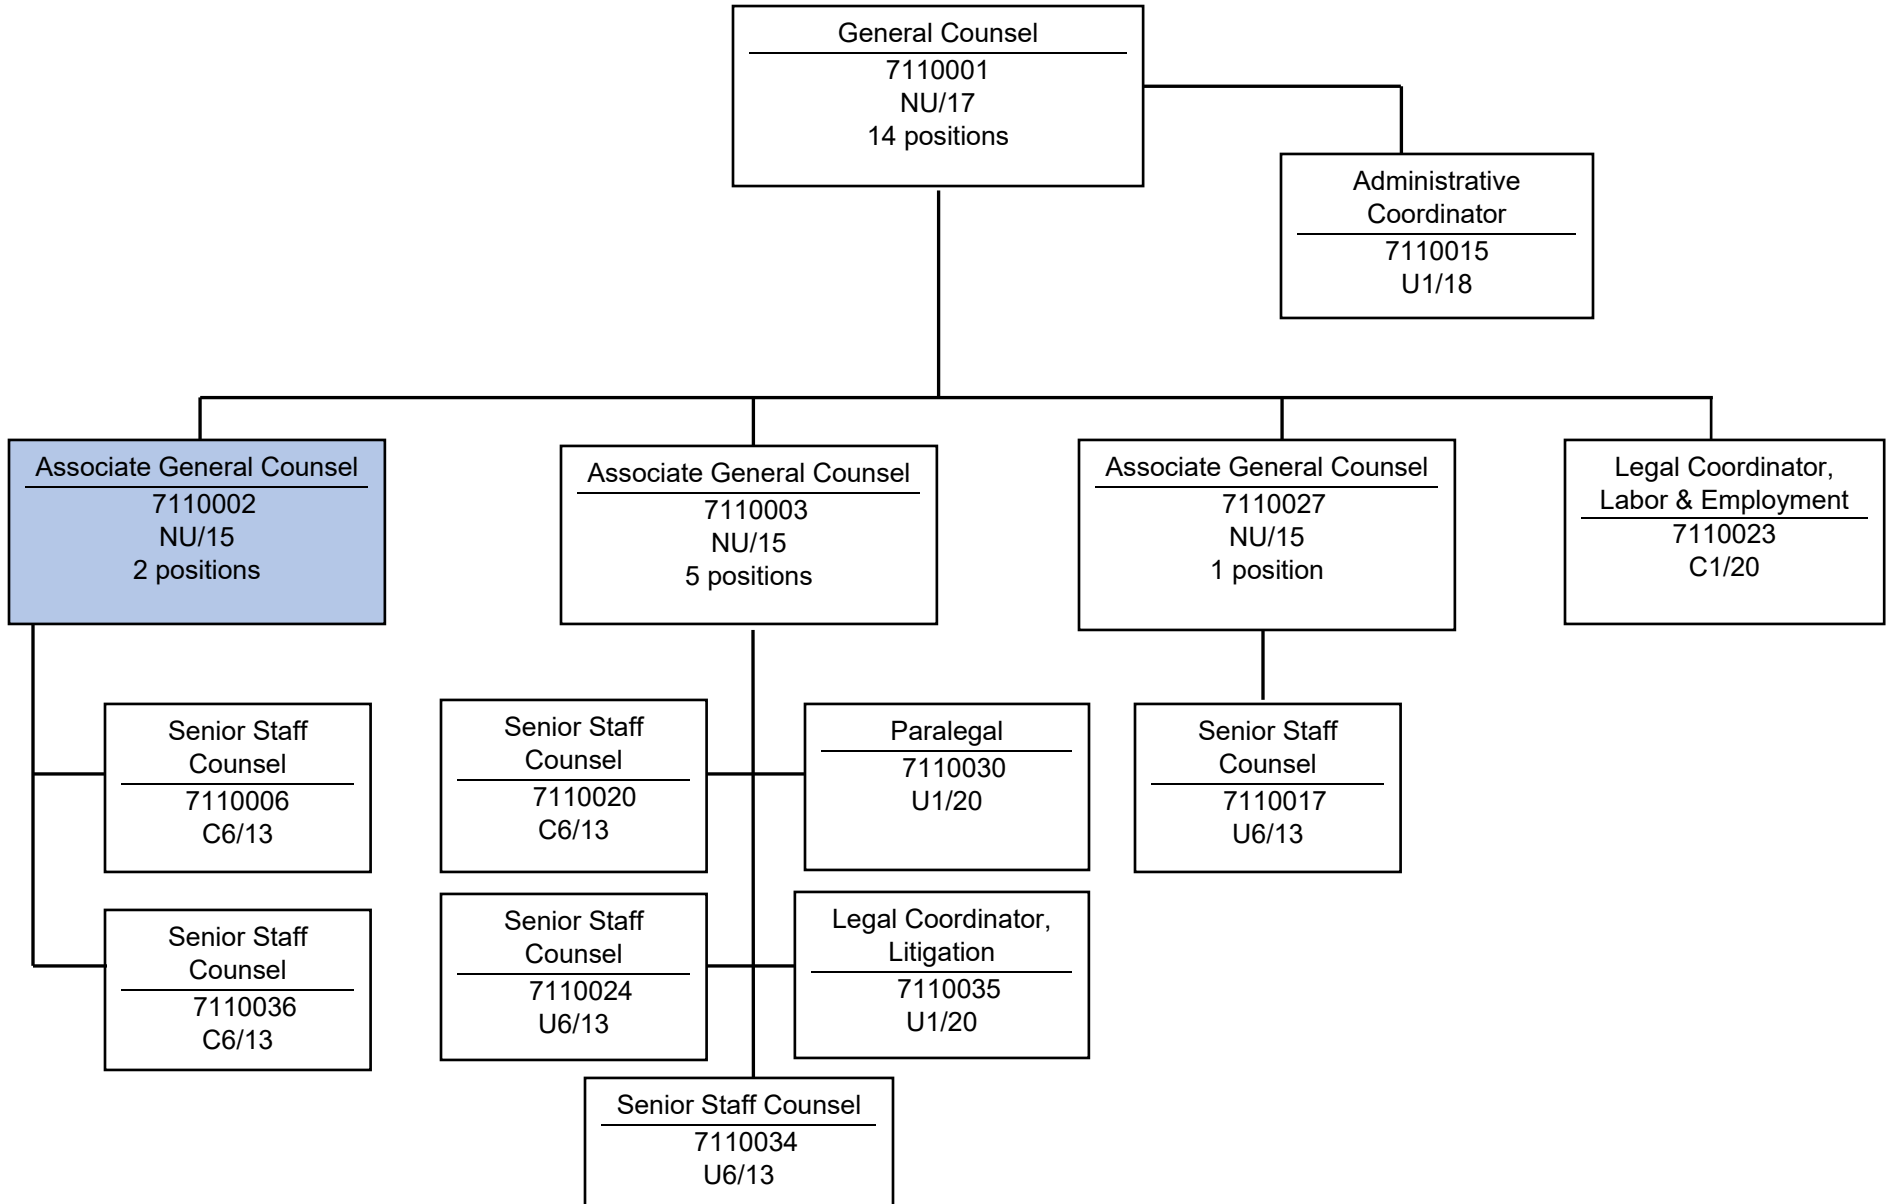 General Counsel
7110001
NU/17
14 positions
Administrative
Coordinator
7110015
U1/18
Associate General Counsel
7110002
NU/15
2 positions
Associate General Counsel
7110003
NU/15
5 positions
Associate General Counsel
7110027
NU/15
1 position
Legal Coordinator,
Labor & Employment
7110023
C1/20
Senior Staff
Counsel
7110006
C6/13
Senior Staff
Counsel
7110036
C6/13
Senior Staff
Counsel
7110020
C6/13
Paralegal
7110030
U1/20
Senior Staff
Counsel
7110024
U6/13
Legal Coordinator,
Litigation
7110035
U1/20
Senior Staff Counsel
7110034
U6/13
Senior Staff
Counsel
7110017
U6/13